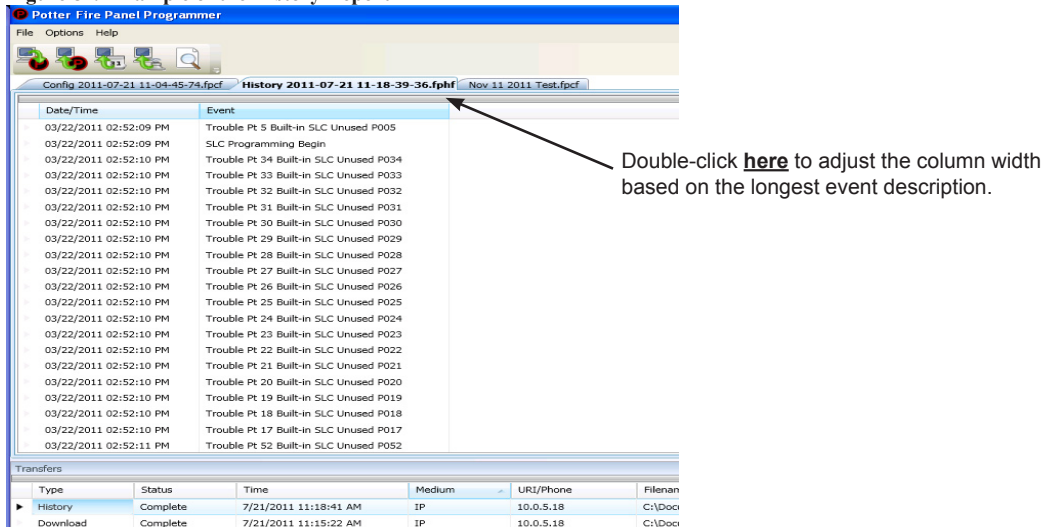 Potter Fire Panel Programmer
File Options Help
Config 2011-07-21 11-04-45-74.fpcf History 2011-07-21 11-18-39-36.fphf Nov 11 2011 Test.fpcf
Date/Time Event
03/22/2011 02:52:09 PM Trouble Pt 5 Built-in SLC Unused P005
03/22/2011 02:52:09 PM SLC Programming Begin
03/22/2011 02:52:10 PM Trouble Pt 34 Built-in SLC Unused P034
03/22/2011 02:52:10 PM Trouble Pt 33 Built-in SLC Unused P033
03/22/2011 02:52:10 PM Trouble Pt 32 Built-in SLC Unused P032
03/22/2011 02:52:10 PM Trouble Pt 31 Built-in SLC Unused P031
03/22/2011 02:52:10 PM Trouble Pt 30 Built-in SLC Unused P030
03/22/2011 02:52:10 PM Trouble Pt 29 Built-in SLC Unused P029
03/22/2011 02:52:10 PM Trouble Pt 28 Built-in SLC Unused P028
03/22/2011 02:52:10 PM Trouble Pt 27 Built-in SLC Unused P027
03/22/2011 02:52:10 PM Trouble Pt 26 Built-in SLC Unused P026
03/22/2011 02:52:10 PM Trouble Pt 25 Built-in SLC Unused P025
03/22/2011 02:52:10 PM Trouble Pt 24 Built-in SLC Unused P024
03/22/2011 02:52:10 PM Trouble Pt 23 Built-in SLC Unused P023
03/22/2011 02:52:10 PM Trouble Pt 22 Built-in SLC Unused P022
03/22/2011 02:52:10 PM Trouble Pt 21 Built-in SLC Unused P021
03/22/2011 02:52:10 PM Trouble Pt 20 Built-in SLC Unused P020
03/22/2011 02:52:10 PM Trouble Pt 19 Built-in SLC Unused P019
03/22/2011 02:52:10 PM Trouble Pt 18 Built-in SLC Unused P018
03/22/2011 02:52:10 PM Trouble Pt 17 Built-in SLC Unused P017
03/22/2011 02:52:11 PM Trouble Pt 52 Built-in SLC Unused P052
Double-click here to adjust the column width
based on the longest event description.
Transfers
Type Status Time Medium URI/Phone Filenam
History Complete 7/21/2011 11:18:41 AM IP 10.0.5.18 C:\Docu
Download Complete 7/21/2011 11:15:22 AM IP 10.0.5.18 C:\Docu